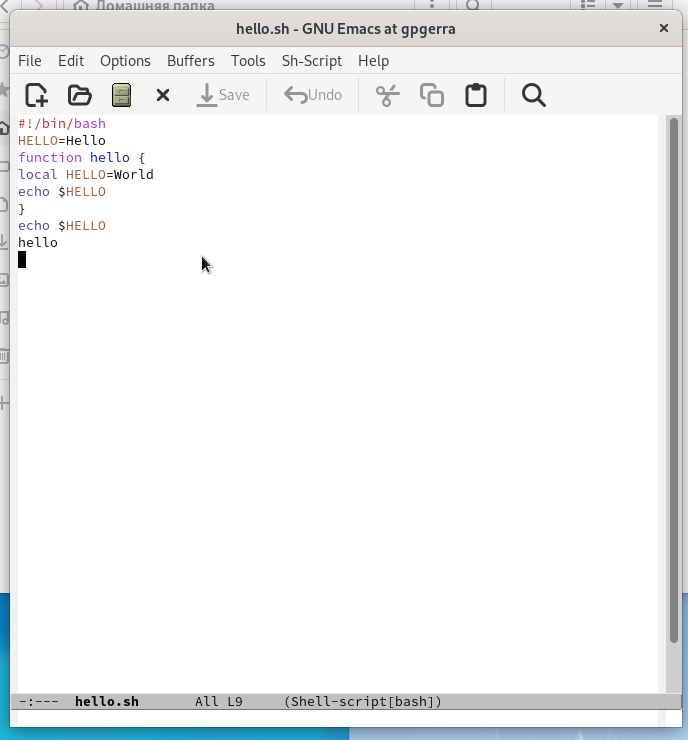 Домашняя папка
hello.sh - GNU Emacs at gpgerra
File Edit Options Buffers Tools Sh-Script Help
Save Undo
#!/bin/bash
HELLO=Hello
function hello {
local HELLO=World
echo $HELLO
}
echo $HELLO
hello
-:--- hello.sh All L9 (Shell-script[bash])